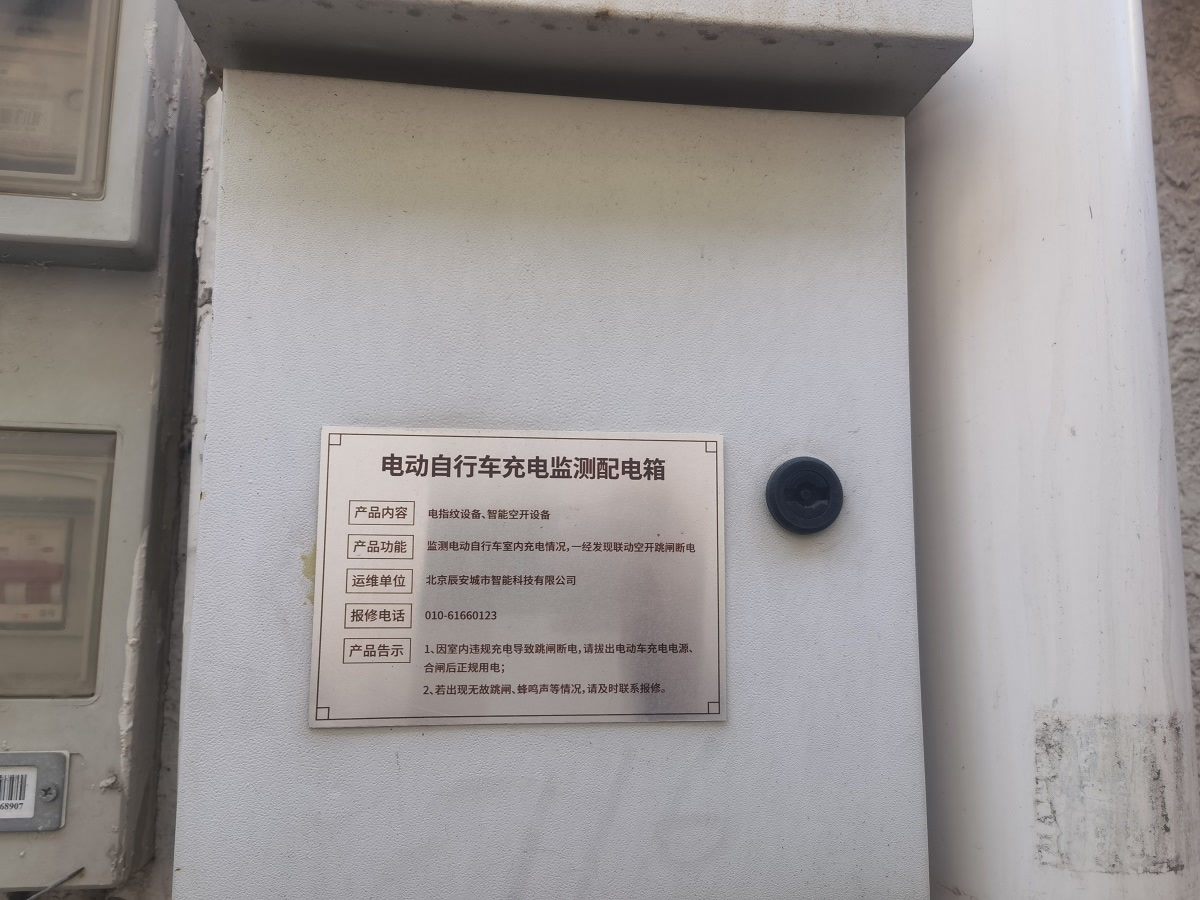 电动自行车充电监测配电箱
产品内容 电指纹设备、智能空开设备
产品功能 监测电动自行车室内充电情况,一经发现联动空开跳闸断电
运维单位 北京辰安城市智能科技有限公司
报修电话 010-61660123
产品告示 1、因室内违规充电导致跳闸断电,请拔出电动车充电电源、
合闸后正规用电;
2、若出现无故跳闸、蜂鸣声等情况,请及时联系报修。
68907